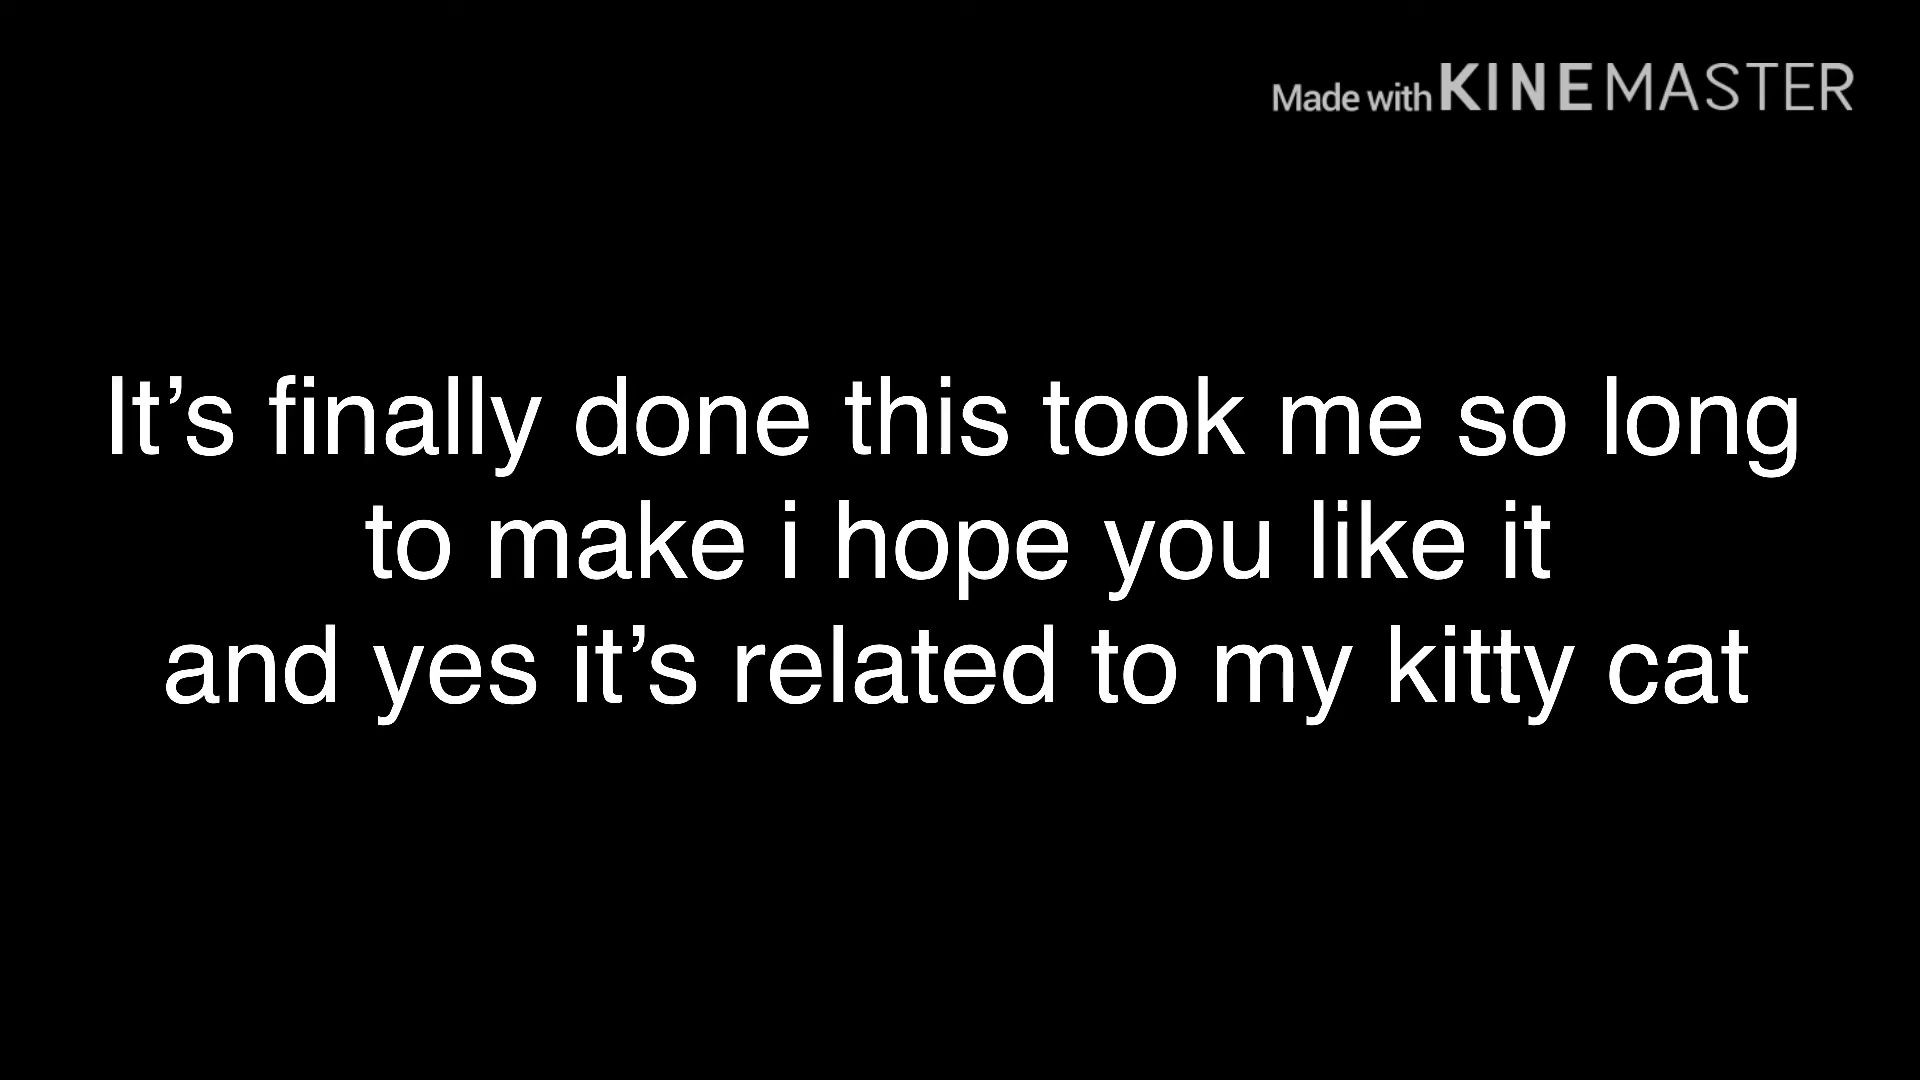 Made with KINEMASTER
It’s finally done this took me so long
to make i hope you like it
and yes it’s related to my kitty cat